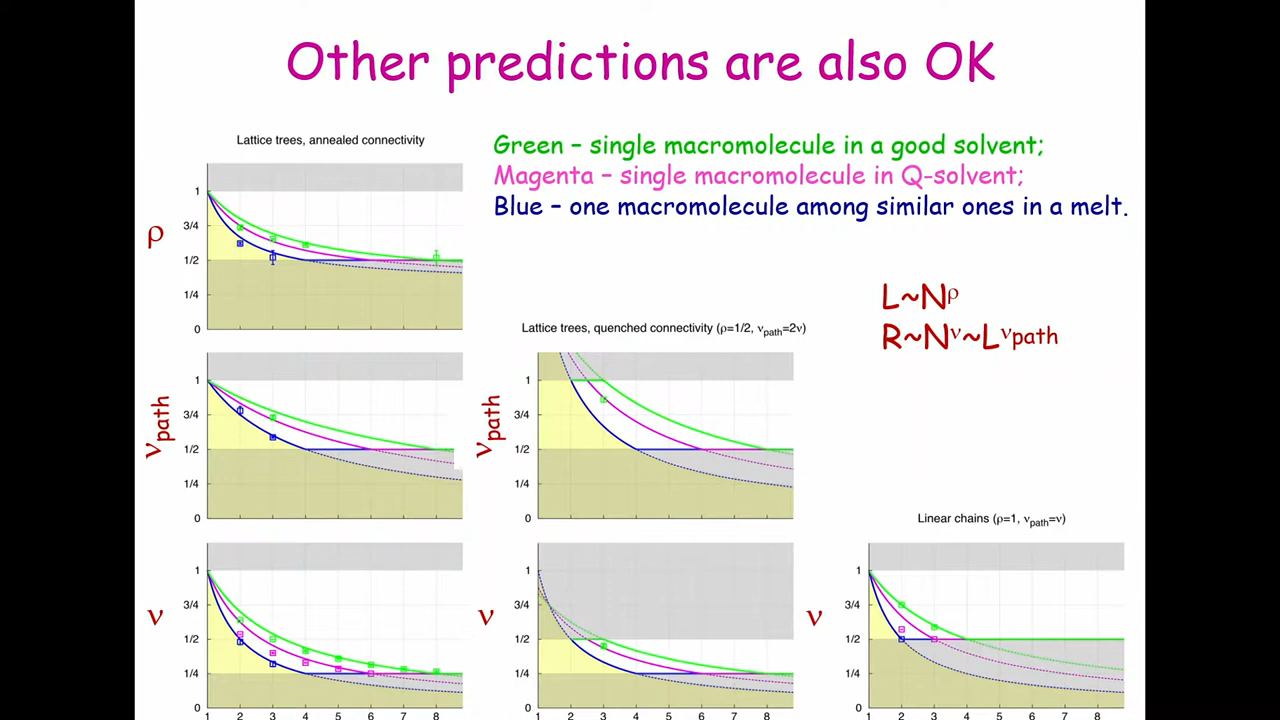 Other predictions are also OK
Lattice trees, annealed connectivity
Green – single macromolecule in a good solvent;
Magenta – single macromolecule in Q-solvent;
Blue – one macromolecule among similar ones in a melt.
ρ
1
3/4
1/2
1/4
0
L~N^ρ
R~N^ν~L^νpath
Lattice trees, quenched connectivity (ρ=1/2, ν_path=2ν)
ν_path
1
3/4
1/2
1/4
0
ν_path
1
3/4
1/2
1/4
0
Linear chains (ρ=1, ν_path=ν)
ν
1
3/4
1/2
1/4
0
1 2 3 4 5 6 7 8
ν
1
3/4
1/2
1/4
0
1 2 3 4 5 6 7 8
ν
1
3/4
1/2
1/4
0
1 2 3 4 5 6 7 8